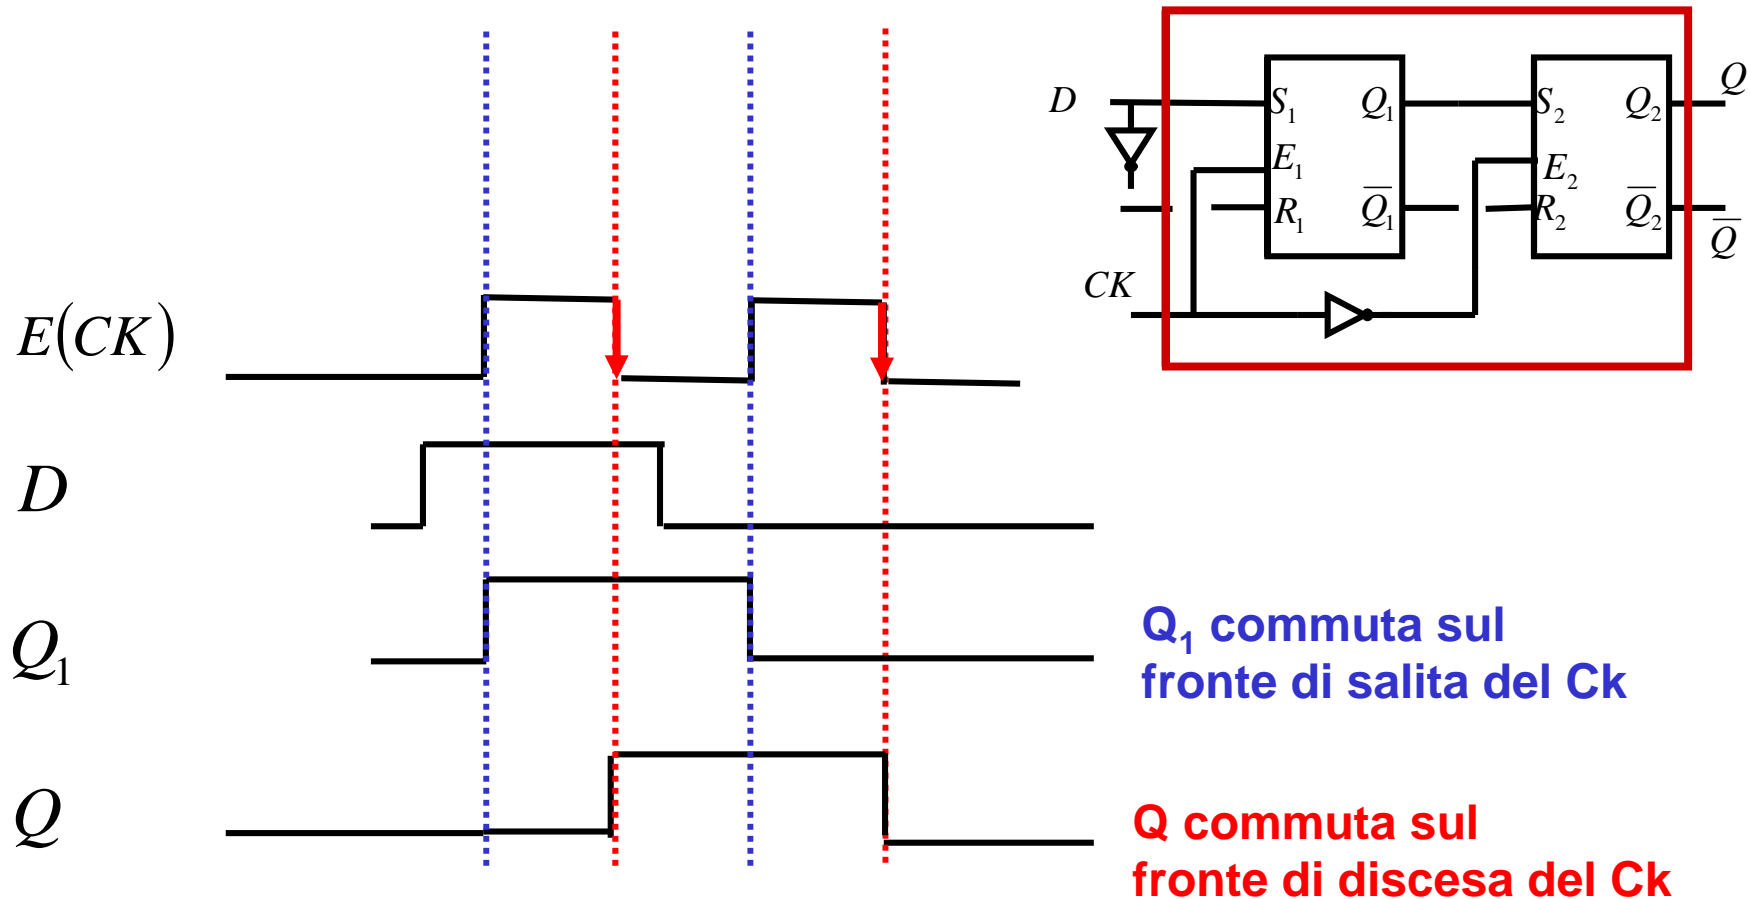 D
S₁
Q₁
S₂
Q₂
Q
E₁
E₂
R₁
Q̅₁
R₂
Q̅₂
Q̅
CK
E(CK)
D
Q₁
Q₁ commuta sul
fronte di salita del Ck
Q
Q commuta sul
fronte di discesa del Ck